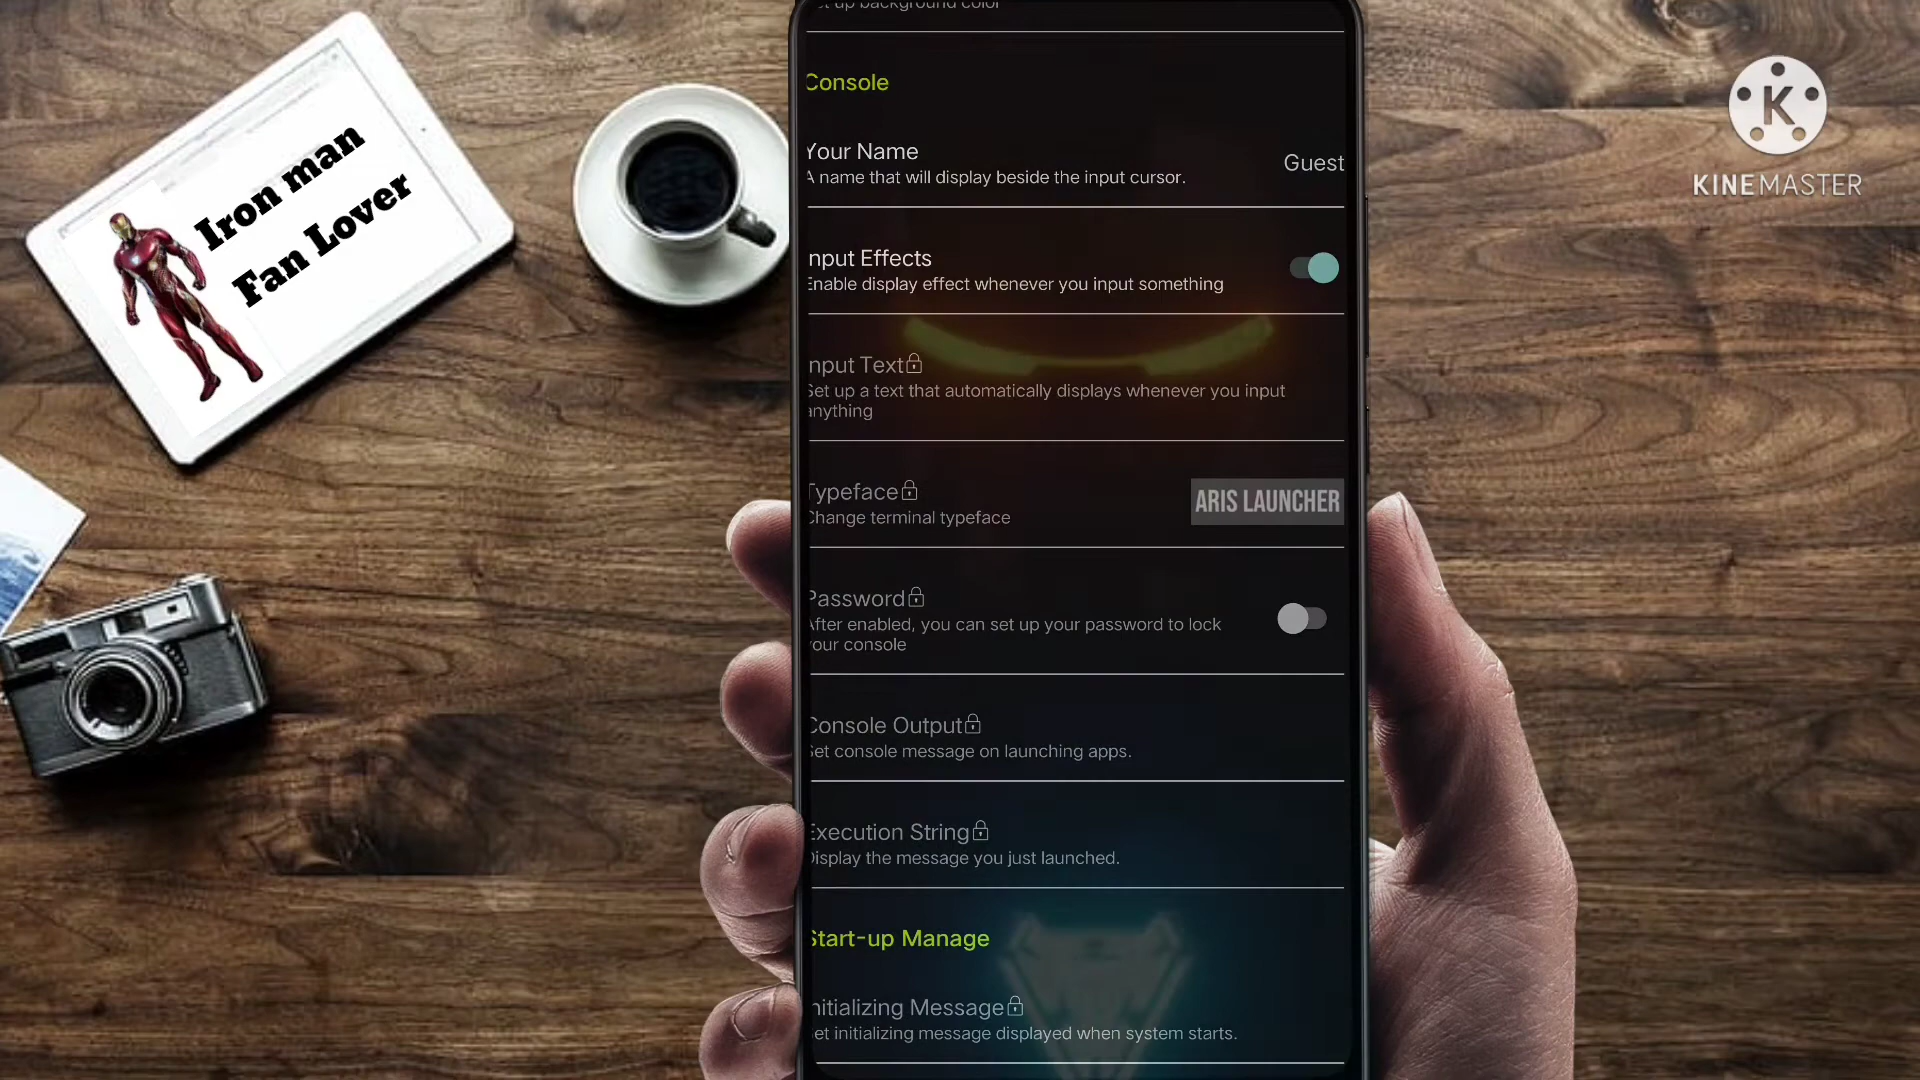 Iron man
Fan Lover
KINEMASTER
Console
Your Name
A name that will display beside the input cursor.
Guest
Input Effects
Enable display effect whenever you input something
Input Text
Set up a text that automatically displays whenever you input
anything
Typeface
Change terminal typeface
ARIS LAUNCHER
Password
After enabled, you can set up your password to lock
your console
Console Output
Set console message on launching apps.
Execution String
Display the message you just launched.
Start-up Manage
Initializing Message
Set initializing message displayed when system starts.
up background color